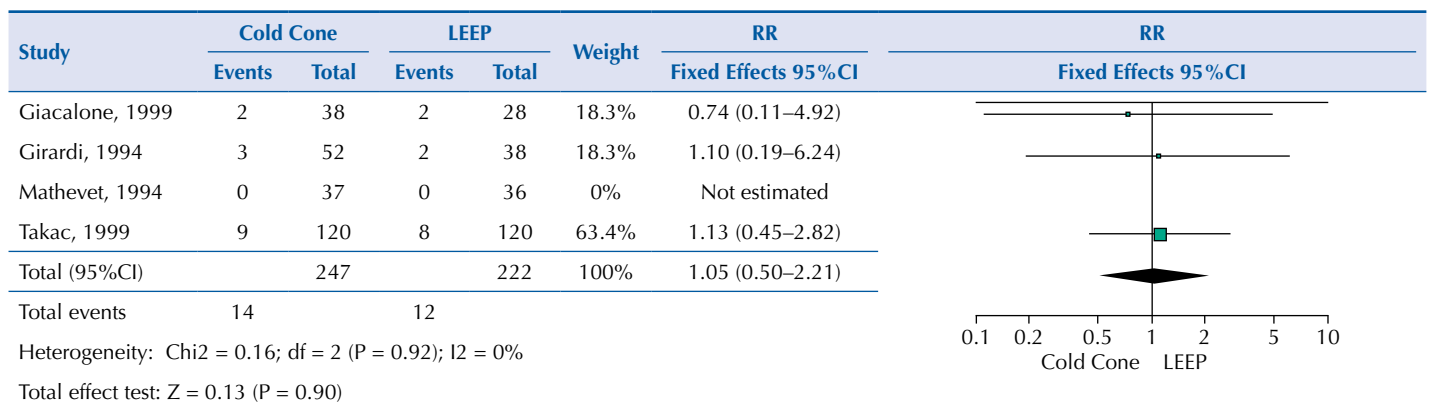 Study Cold Cone LEEP Weight RR RR
Events Total Events Total Fixed Effects 95%CI Fixed Effects 95%CI
Giacalone, 1999 2 38 2 28 18.3% 0.74 (0.11–4.92)
Girardi, 1994 3 52 2 38 18.3% 1.10 (0.19–6.24)
Mathevet, 1994 0 37 0 36 0% Not estimated
Takac, 1999 9 120 8 120 63.4% 1.13 (0.45–2.82)
Total (95%CI) 247 222 100% 1.05 (0.50–2.21)
Total events 14 12
Heterogeneity: Chi2 = 0.16; df = 2 (P = 0.92); I2 = 0%
Total effect test: Z = 0.13 (P = 0.90)
0.1 0.2 0.5 1 2 5 10
Cold Cone LEEP